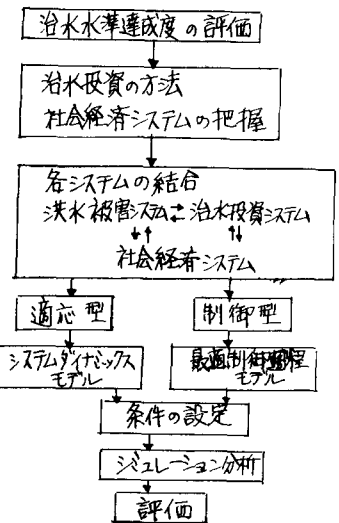 治水水準達成度の評価
治水投資の方法
社会経済システムの把握
各システムの結合
洪水被害システム⇄治水投資システム
↓↑ ↑↓
社会経済システム
適応型 制御型
システムダイナミックス
モデル
最適制御過程
モデル
条件の設定
シミュレーション分析
評価